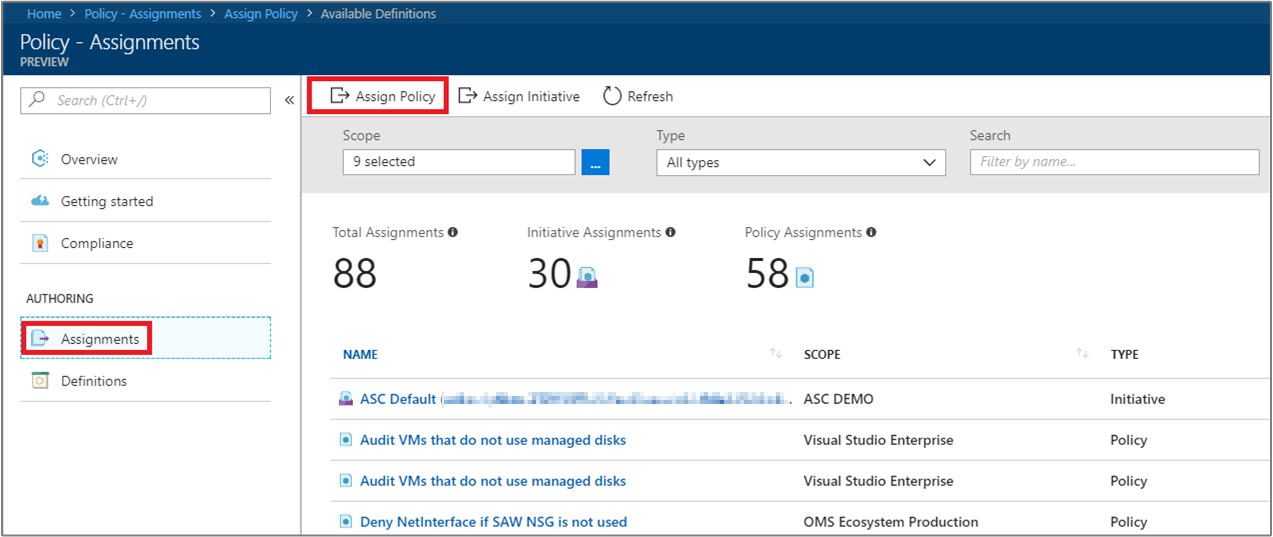 Home > Policy - Assignments > Assign Policy > Available Definitions
Policy - Assignments
PREVIEW
Search (Ctrl+/)
«
Overview
Getting started
Compliance
AUTHORING
Assignments
Definitions
Assign Policy Assign Initiative Refresh
Scope Type Search
9 selected ... All types Filter by name...
Total Assignments Initiative Assignments Policy Assignments
88 30 58
NAME SCOPE TYPE
ASC Default ( . ASC DEMO Initiative
Audit VMs that do not use managed disks Visual Studio Enterprise Policy
Audit VMs that do not use managed disks Visual Studio Enterprise Policy
Deny NetInterface if SAW NSG is not used OMS Ecosystem Production Policy